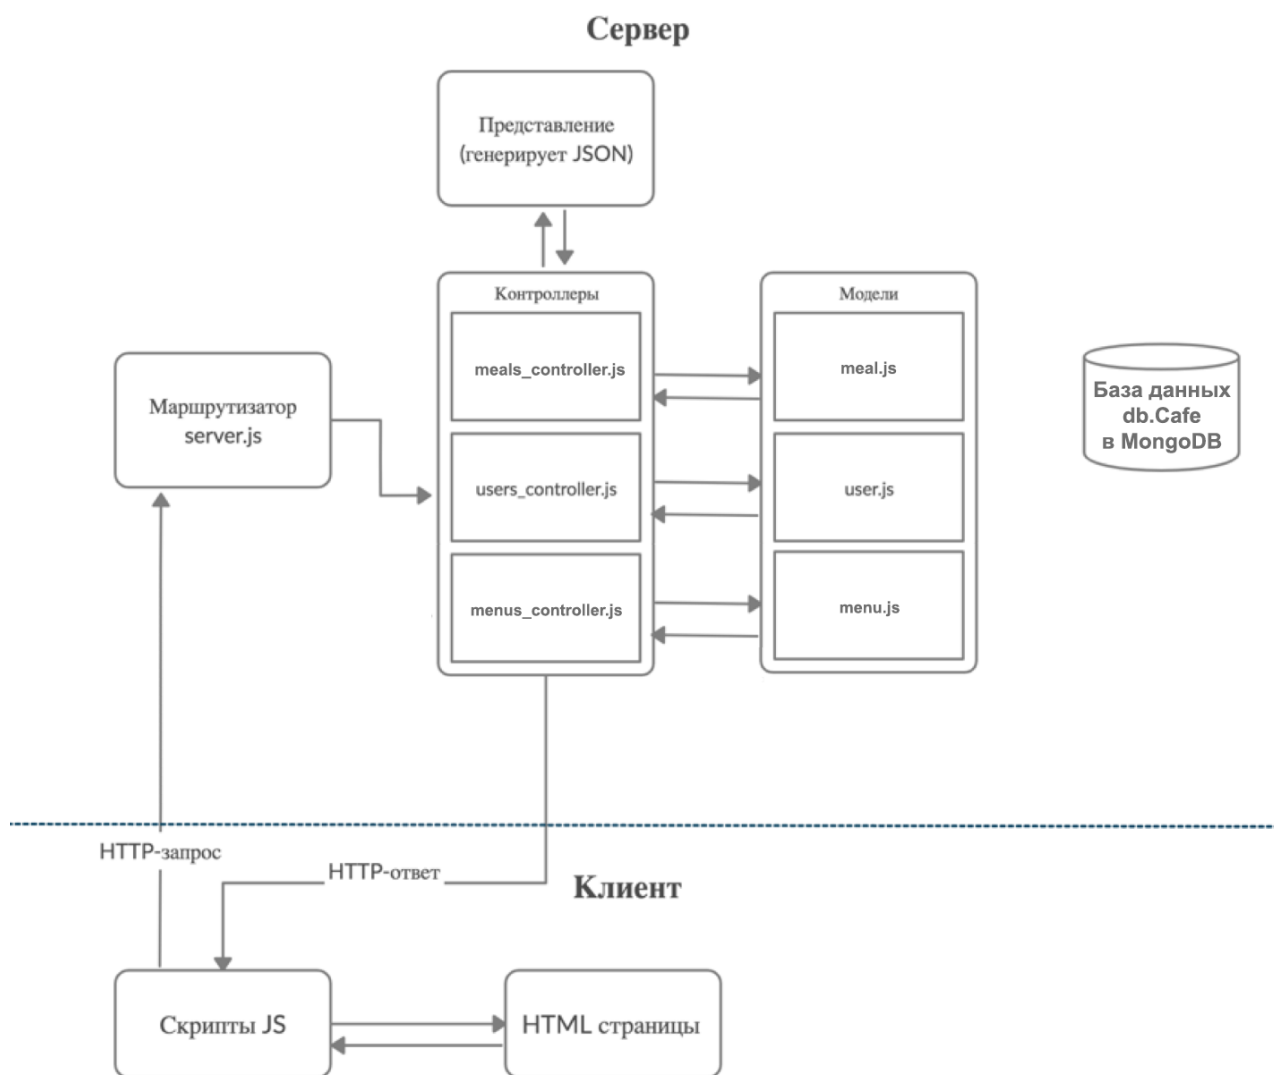 Сервер
Представление
(генерирует JSON)
Контроллеры
Модели
meals_controller.js
meal.js
База данных
db.Cafe
в MongoDB
Маршрутизатор
server.js
users_controller.js
user.js
menus_controller.js
menu.js
HTTP-запрос
HTTP-ответ
Клиент
Скрипты JS
HTML страницы